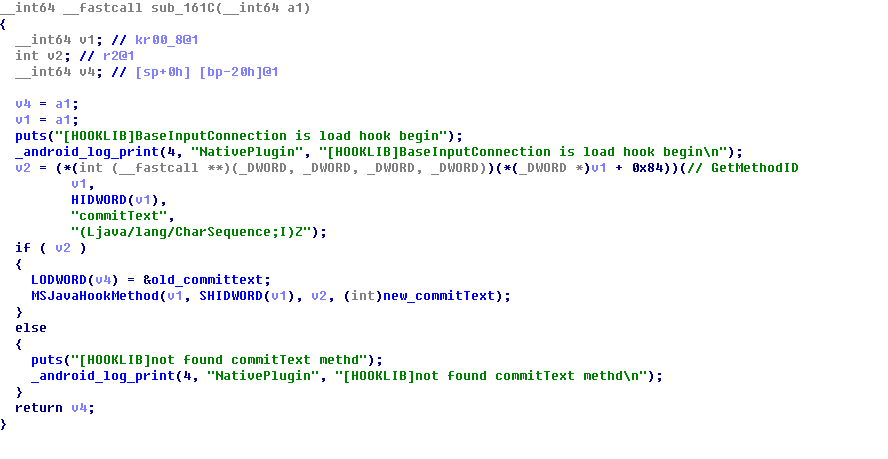 __int64 __fastcall sub_161C(__int64 a1)
{
  __int64 v1; // kr00_8@1
  int v2; // r2@1
  __int64 v4; // [sp+0h] [bp-20h]@1

  v4 = a1;
  v1 = a1;
  puts("[HOOKLIB]BaseInputConnection is load hook begin");
  _android_log_print(4, "NativePlugin", "[HOOKLIB]BaseInputConnection is load hook begin\n");
  v2 = (*(int (__fastcall **)(_DWORD, _DWORD, _DWORD, _DWORD))(*(_DWORD *)v1 + 0x84))(// GetMethodID
         v1,
         HIDWORD(v1),
         "commitText",
         "(Ljava/lang/CharSequence;I)Z");
  if ( v2 )
  {
    LODWORD(v4) = &old_committext;
    MSJavaHookMethod(v1, SHIDWORD(v1), v2, (int)new_commitText);
  }
  else
  {
    puts("[HOOKLIB]not found commitText methd");
    _android_log_print(4, "NativePlugin", "[HOOKLIB]not found commitText methd\n");
  }
  return v4;
}